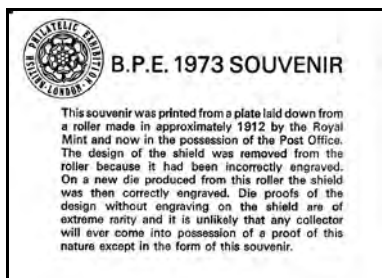 BRITISH PHILATELIC EXHIBITION · LONDON ·
B.P.E. 1973 SOUVENIR
This souvenir was printed from a plate laid down from
a roller made in approximately 1912 by the Royal
Mint and now in the possession of the Post Office.
The design of the shield was removed from the
roller because it had been incorrectly engraved.
On a new die produced from this roller the shield
was then correctly engraved. Die proofs of the
design without engraving on the shield are of
extreme rarity and it is unlikely that any collector
will ever come into possession of a proof of this
nature except in the form of this souvenir.